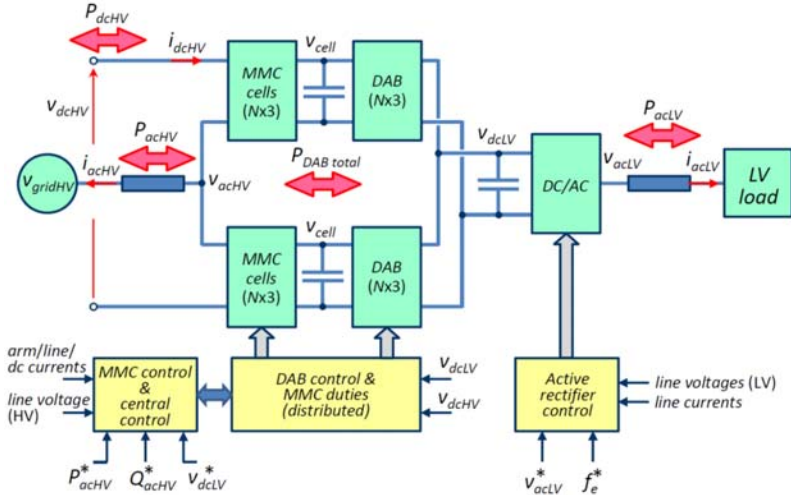 P_dcHV
i_dcHV
v_cell
MMC
cells
(Nx3)
DAB
(Nx3)
v_dcHV
P_acHV
i_acHV
v_gridHV
v_acHV
P_DAB total
v_dcLV
DC/AC
P_acLV
v_acLV
i_acLV
LV
load
v_cell
MMC
cells
(Nx3)
DAB
(Nx3)
arm/line/
dc currents
line voltage
(HV)
MMC control
&
central
control
DAB control &
MMC duties
(distributed)
v_dcLV
v_dcHV
Active
rectifier
control
line voltages (LV)
line currents
P*_acHV
Q*_acHV
v*_dcLV
v*_acLV
f*_e